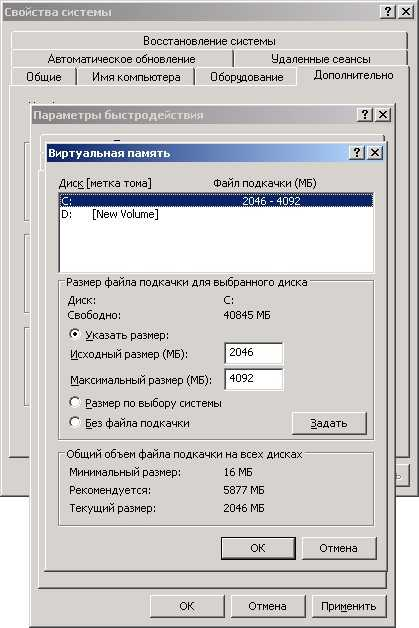 Свойства системы
Восстановление системы
Автоматическое обновление Удаленные сеансы
Общие Имя компьютера Оборудование Дополнительно
Параметры быстродействия
Виртуальная память
Диск [метка тома] Файл подкачки (МБ)
C: 2046 - 4092
D: [New Volume]
Размер файла подкачки для выбранного диска
Диск: C:
Свободно: 40845 МБ
Указать размер:
Исходный размер (МБ): 2046
Максимальный размер (МБ): 4092
Размер по выбору системы
Без файла подкачки Задать
Общий объем файла подкачки на всех дисках
Минимальный размер: 16 МБ
Рекомендуется: 5877 МБ
Текущий размер: 2046 МБ
ОК Отмена
ОК Отмена Применить